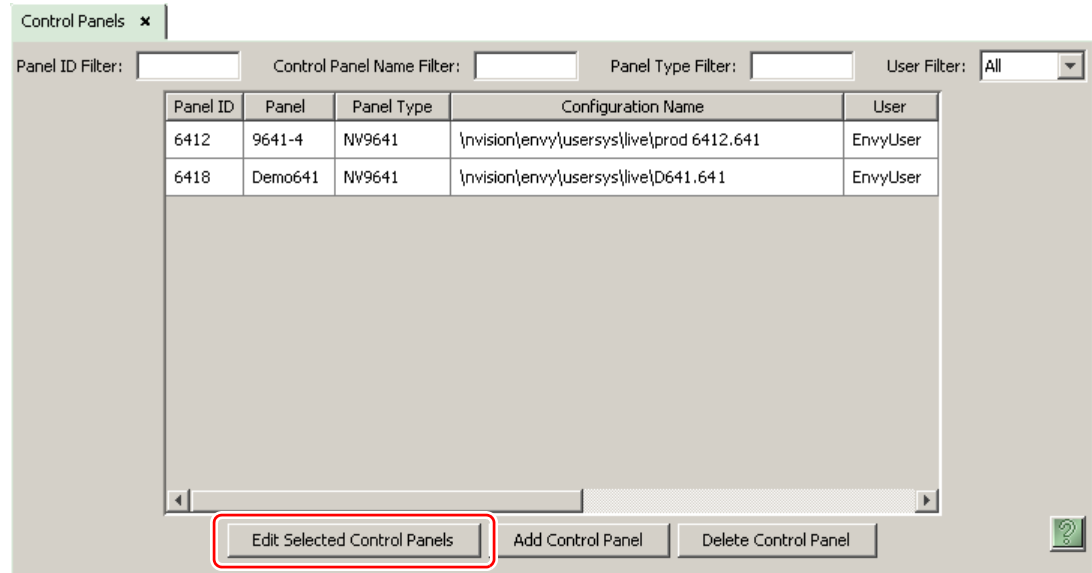 Control Panels ×
Panel ID Filter: Control Panel Name Filter: Panel Type Filter: User Filter: All
Panel ID Panel Panel Type Configuration Name User
6412 9641-4 NV9641 \nvision\envy\usersys\live\prod 6412.641 EnvyUser
6418 Demo641 NV9641 \nvision\envy\usersys\live\D641.641 EnvyUser
Edit Selected Control Panels Add Control Panel Delete Control Panel ?